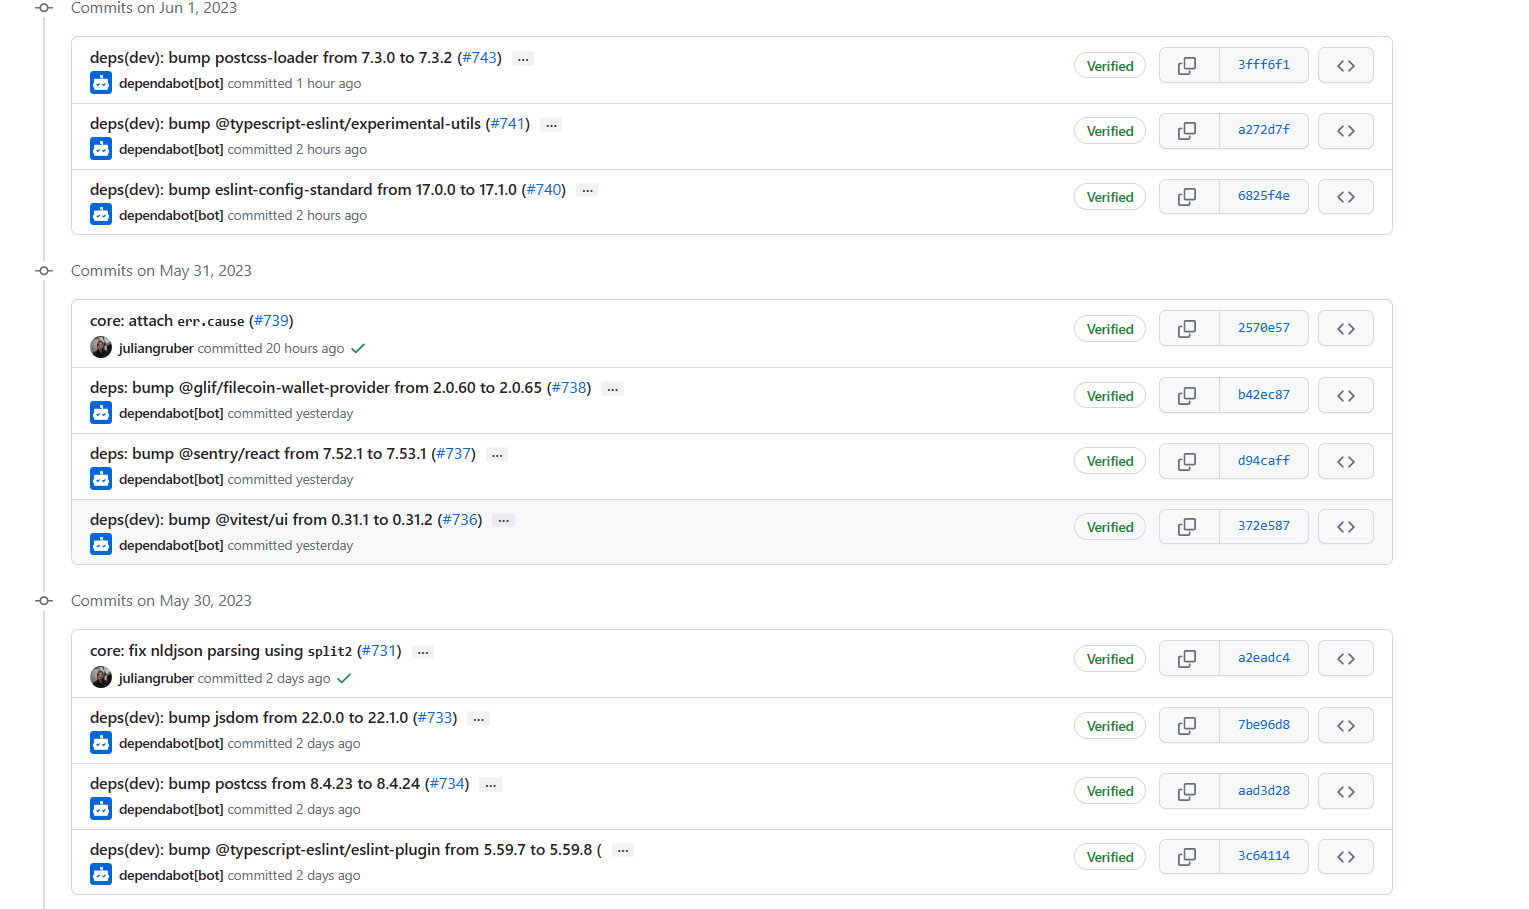 Commits on Jun 1, 2023
deps(dev): bump postcss-loader from 7.3.0 to 7.3.2 (#743) ...
Verified
3fff6f1
dependabot[bot] committed 1 hour ago
deps(dev): bump @typescript-eslint/experimental-utils (#741) ...
Verified
a272d7f
dependabot[bot] committed 2 hours ago
deps(dev): bump eslint-config-standard from 17.0.0 to 17.1.0 (#740) ...
Verified
6825f4e
dependabot[bot] committed 2 hours ago
Commits on May 31, 2023
core: attach err.cause (#739)
Verified
2570e57
juliangruber committed 20 hours ago
deps: bump @glif/filecoin-wallet-provider from 2.0.60 to 2.0.65 (#738) ...
Verified
b42ec87
dependabot[bot] committed yesterday
deps: bump @sentry/react from 7.52.1 to 7.53.1 (#737) ...
Verified
d94caff
dependabot[bot] committed yesterday
deps(dev): bump @vitest/ui from 0.31.1 to 0.31.2 (#736) ...
Verified
372e587
dependabot[bot] committed yesterday
Commits on May 30, 2023
core: fix nldjson parsing using split2 (#731) ...
Verified
a2eadc4
juliangruber committed 2 days ago
deps(dev): bump jsdom from 22.0.0 to 22.1.0 (#733) ...
Verified
7be96d8
dependabot[bot] committed 2 days ago
deps(dev): bump postcss from 8.4.23 to 8.4.24 (#734) ...
Verified
aad3d28
dependabot[bot] committed 2 days ago
deps(dev): bump @typescript-eslint/eslint-plugin from 5.59.7 to 5.59.8 ( ...
Verified
3c64114
dependabot[bot] committed 2 days ago